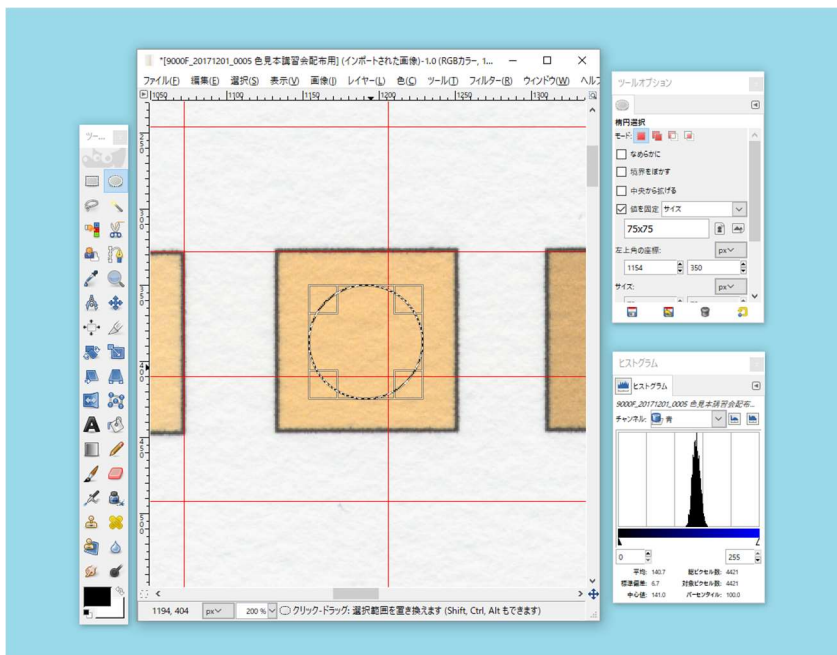 *[9000F_20171201_0005 色見本講習会配布用] (インポートされた画像)-1.0 (RGBカラー, 1...
ファイル(F) 編集(E) 選択(S) 表示(V) 画像(I) レイヤー(L) 色(C) ツール(T) フィルター(R) ウィンドウ(W) ヘルプ
1050 1100 1150 1200 1250 1300
250
300
350
400
450
500
1194, 404 px 200 % クリック-ドラッグ: 選択範囲を置き換えます (Shift, Ctrl, Alt もできます)
ツー...
ツールオプション
楕円選択
モード:
なめらかに
境界をぼかす
中央から拡げる
値を固定 サイズ
75x75
左上角の座標: px
1154 350
サイズ: px
ヒストグラム
ヒストグラム
9000F_20171201_0005 色見本講習会配布...
チャンネル: 青
0 255
平均: 140.7 総ピクセル数: 4421
標準偏差: 6.7 対象ピクセル数: 4421
中心値: 141.0 パーセンタイル: 100.0